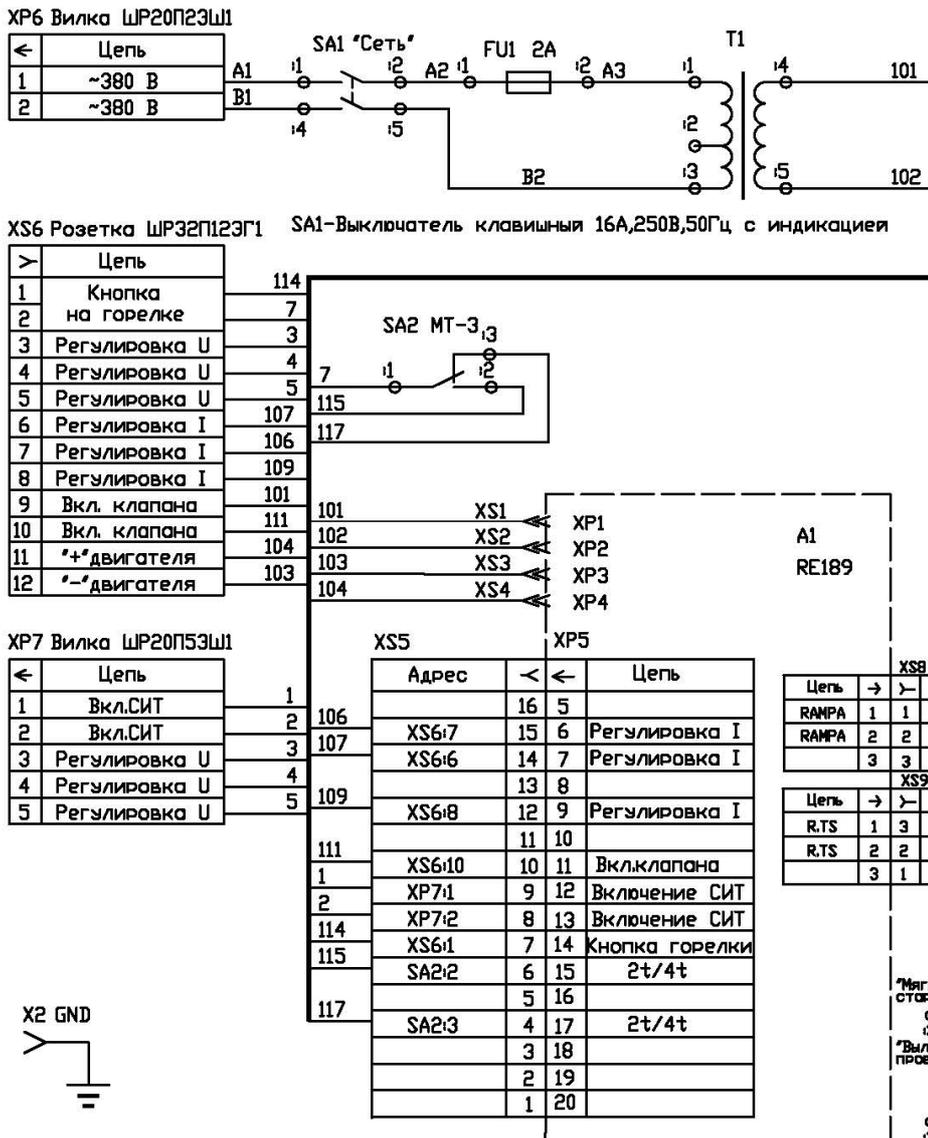 XP6 Вилка ШР20П2ЭШ1
← Цепь
1 ~380 В
2 ~380 В
A1
B1
SA1 "Сеть"
:1 :2
:4 :5
A2 :1 FU1 2A :2 A3
T1
:1 :2 :3
:4 :5
101
B2
102
SA1-Выключатель клавишный 16А,250В,50Гц с индикацией
XS6 Розетка ШР32П12ЭГ1
Цепь
1 Кнопка 114
2 на горелке 7
3 Регулировка U 3
4 Регулировка U 4
5 Регулировка U 5
6 Регулировка I 107
7 Регулировка I 106
8 Регулировка I 109
9 Вкл. клапана 101
10 Вкл. клапана 111
11 "+"двигателя 104
12 "-"двигателя 103
SA2 МТ-3
:3
7 :1 :2
115
117
101 XS1 XP1
102 XS2 XP2
103 XS3 XP3
104 XS4 XP4
A1
RE189
XP7 Вилка ШР20П5ЭШ1
← Цепь
1 Вкл.СИТ 1
2 Вкл.СИТ 2
3 Регулировка U 3
4 Регулировка U 4
5 Регулировка U 5
XS5 XP5
Адрес ← Цепь
16 5
106 XS6:7 15 6 Регулировка I
107 XS6:6 14 7 Регулировка I
13 8
109 XS6:8 12 9 Регулировка I
11 10
111 XS6:10 10 11 Вкл.клапана
1 XP7:1 9 12 Включение СИТ
2 XP7:2 8 13 Включение СИТ
114 XS6:1 7 14 Кнопка горелки
115 SA2:2 6 15 2t/4t
5 16
117 SA2:3 4 17 2t/4t
3 18
2 19
1 20
XS8
Цепь →
RAMPA 1 1
RAMPA 2 2
3 3
XS9
Цепь →
R.TS 1 3
R.TS 2 2
3 1
X2 GND